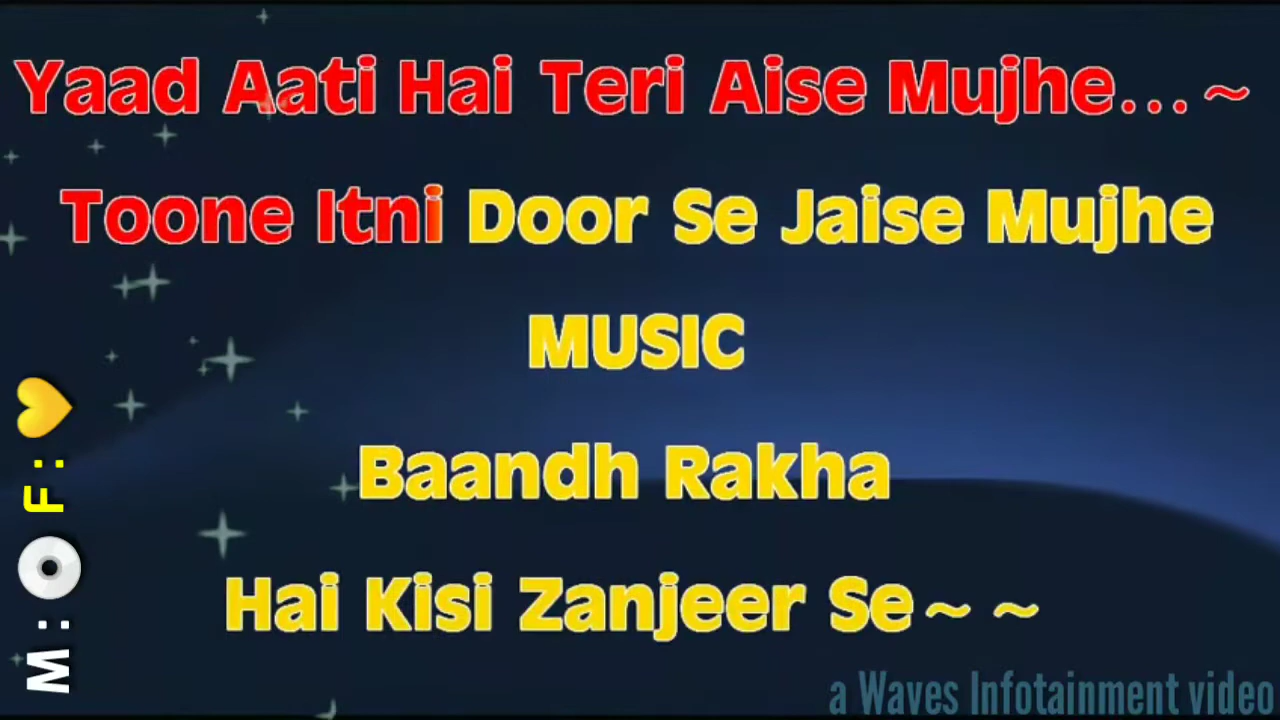 Yaad Aati Hai Teri Aise Mujhe...~
Toone Itni Door Se Jaise Mujhe
MUSIC
Baandh Rakha
Hai Kisi Zanjeer Se~ ~
M: F:
a Waves Infotainment video